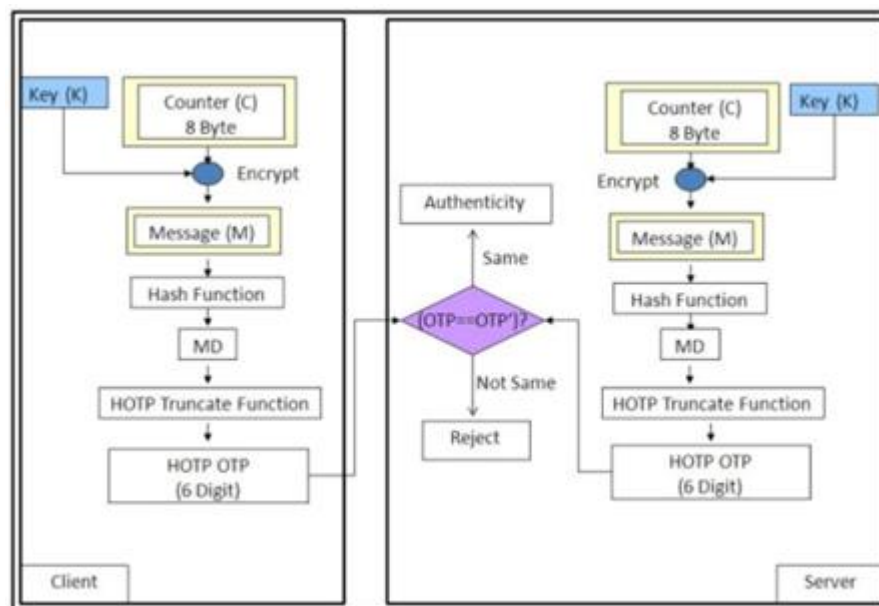 Key (K)
Counter (C)
8 Byte
Encrypt
Message (M)
Hash Function
MD
HOTP Truncate Function
HOTP OTP
(6 Digit)
Client
Authenticity
Same
(OTP==OTP')?
Not Same
Reject
Counter (C)
8 Byte
Key (K)
Encrypt
Message (M)
Hash Function
MD
HOTP Truncate Function
HOTP OTP
(6 Digit)
Server